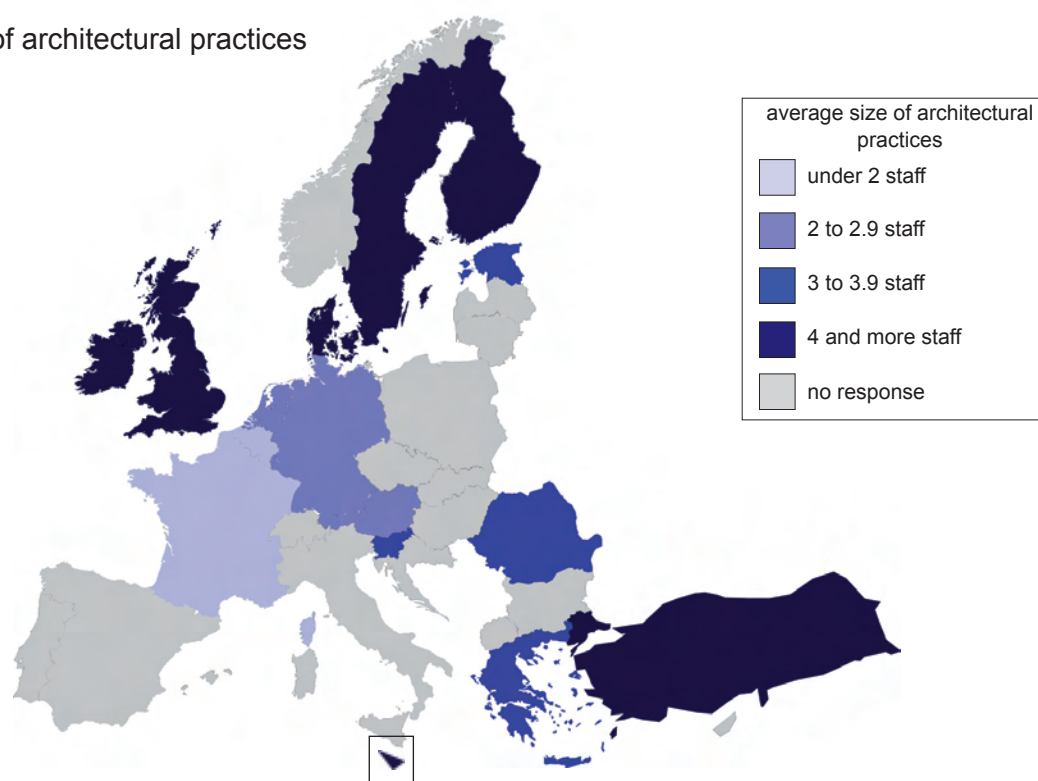 of architectural practices
average size of architectural
practices
under 2 staff
2 to 2.9 staff
3 to 3.9 staff
4 and more staff
no response